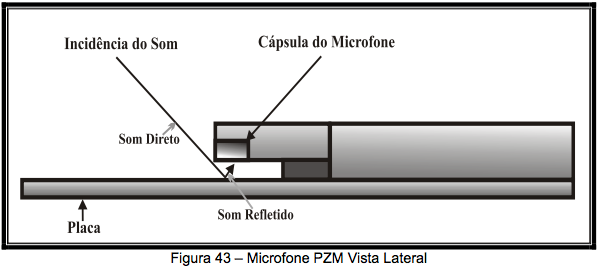 Incidência do Som
Cápsula do Microfone
Som Direto
Som Refletido
Placa
Figura 43 – Microfone PZM Vista Lateral